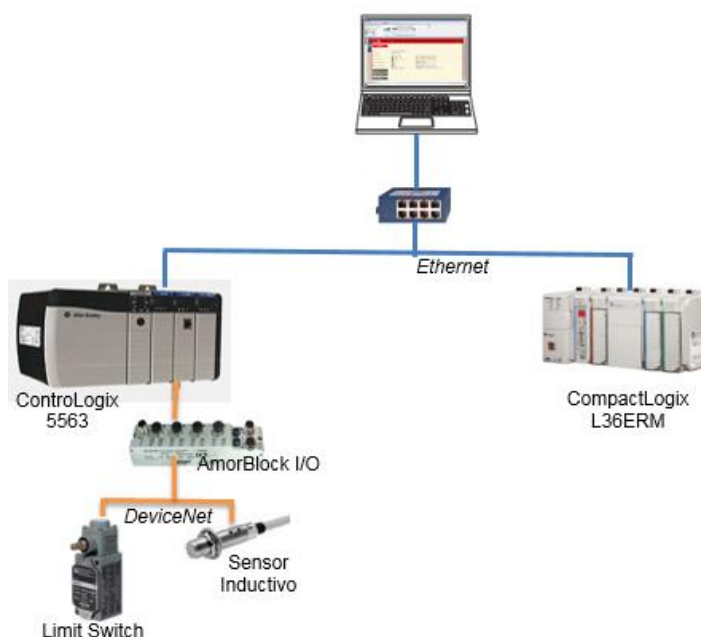 Ethernet
ControLogix
5563
CompactLogix
L36ERM
AmorBlock I/O
DeviceNet
Sensor
Inductivo
Limit Switch